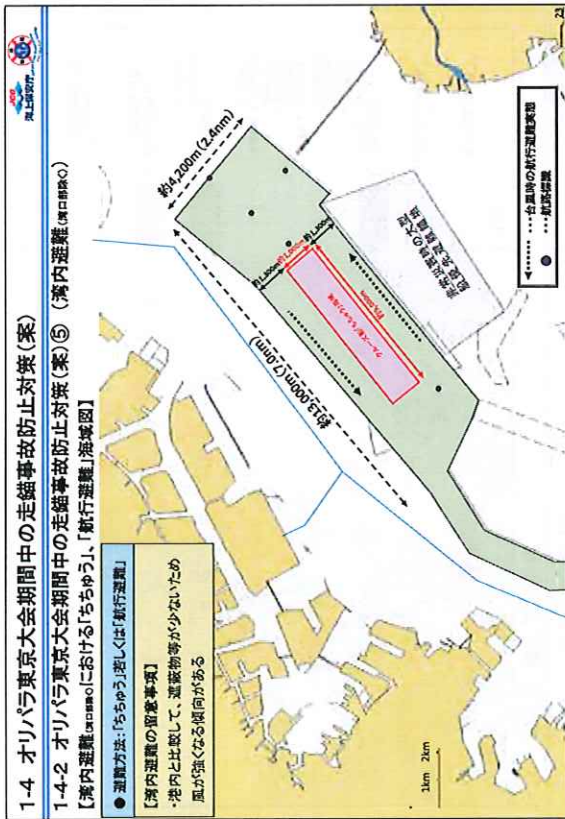 1-4 オリパラ東京大会期間中の走錨事故防止対策(案)
JCG
海上保安庁
1-4-2 オリパラ東京大会期間中の走錨事故防止対策(案)⑤ (湾内避難
【湾内避難における「ちちゅう」、「航行避難」海域図】
● 避難方法:「ちちゅう」若しくは「航行避難」
【湾内避難の留意事項】
・港内と比較して、遮蔽物等が少ないため
風が強くなる傾向がある
約4,200m(2.4nm)
約13,000m(7.0nm)
・・・台風時の航行避難実態
・・・航路標識
1km 2km
23